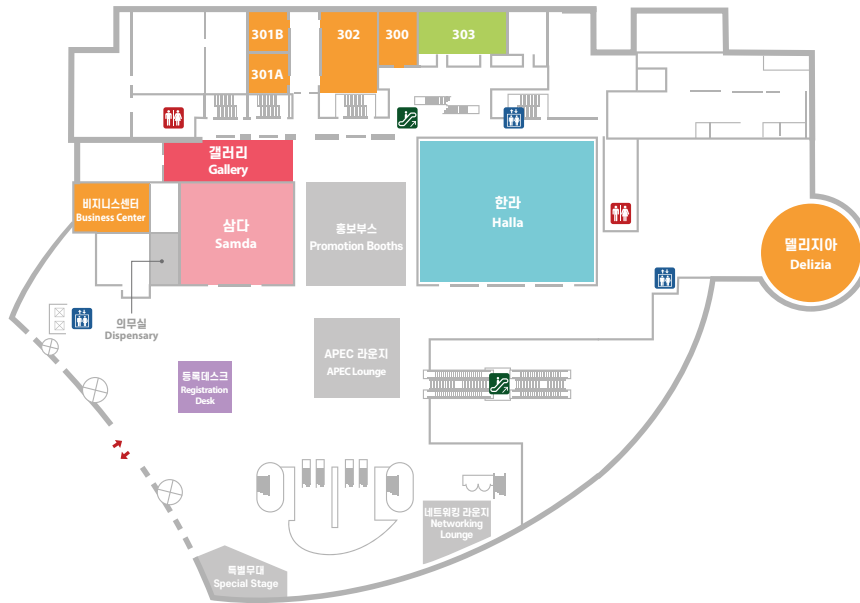 301B
302
300
303
301A
갤러리
Gallery
비지니스센터
Business Center
삼다
Samda
홍보부스
Promotion Booths
한라
Halla
델리지아
Delizia
의무실
Dispensary
등록데스크
Registration
Desk
APEC 라운지
APEC Lounge
네트워킹 라운지
Networking
Lounge
특별무대
Special Stage